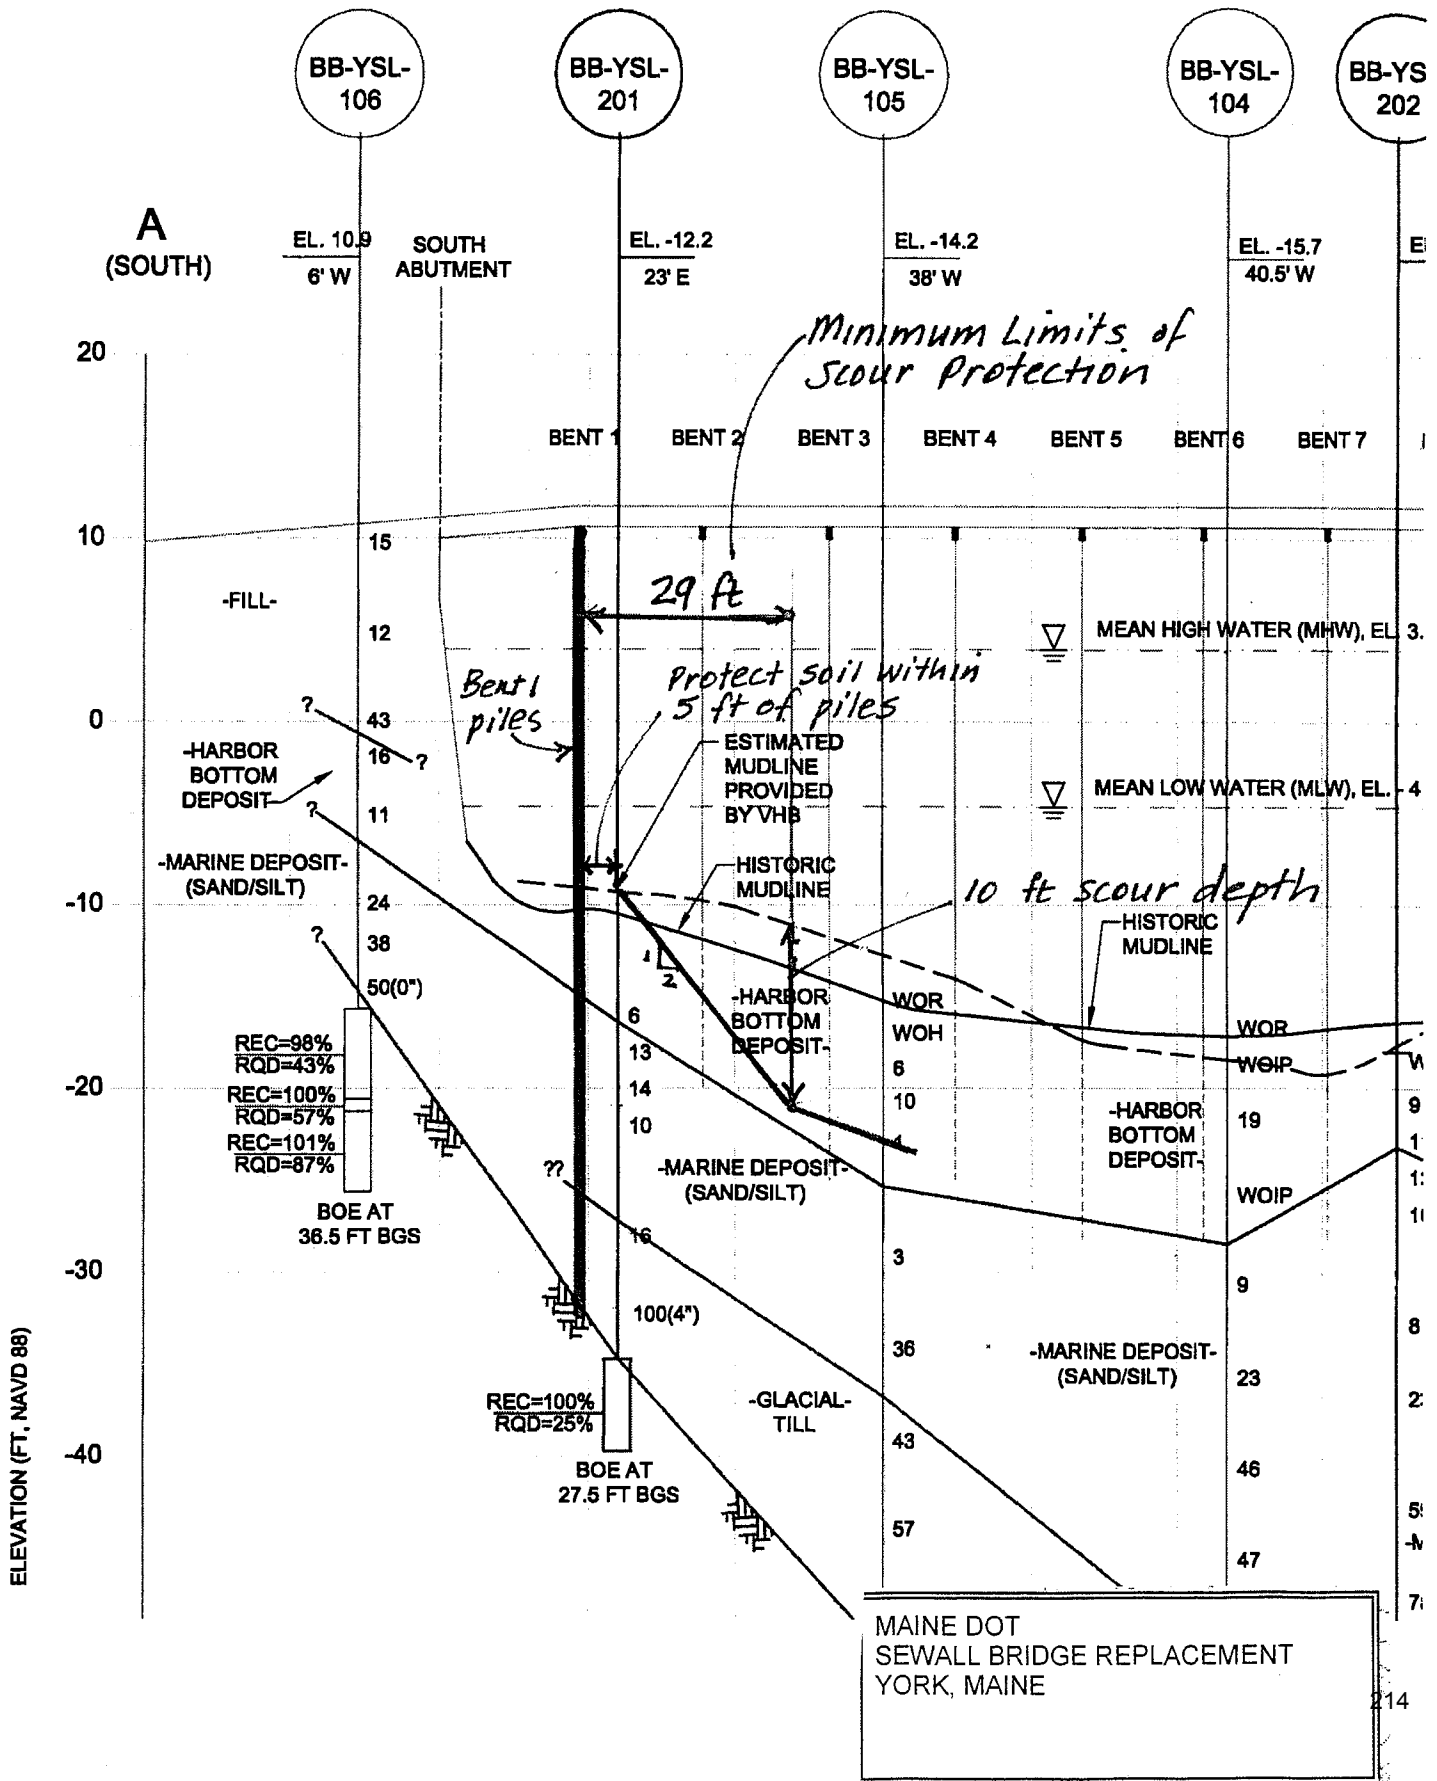 BB-YSL-
106
BB-YSL-
201
BB-YSL-
105
BB-YSL-
104
BB-YS
202
A
(SOUTH)
EL. 10.9
6' W
SOUTH
ABUTMENT
EL. -12.2
23' E
EL. -14.2
38' W
EL. -15.7
40.5' W
Minimum Limits of
Scour Protection
20
BENT 1
BENT 2
BENT 3
BENT 4
BENT 5
BENT 6
BENT 7
10
15
-FILL-
29 ft
12
MEAN HIGH WATER (MHW), EL. 3.
Bent 1
piles
Protect soil within
5 ft of piles
?
0
43
16
?
-HARBOR
BOTTOM
DEPOSIT
ESTIMATED
MUDLINE
PROVIDED
BY VHB
MEAN LOW WATER (MLW), EL. - 4
?
11
-MARINE DEPOSIT-
(SAND/SILT)
HISTORIC
MUDLINE
10 ft scour depth
-10
24
HISTORIC
MUDLINE
?
38
1
2
50(0")
-HARBOR
BOTTOM
DEPOSIT-
WOR
WOH
6
10
4
WOR
WOIP
19
WOIP
REC=98%
RQD=43%
REC=100%
RQD=57%
REC=101%
RQD=87%
-20
6
13
14
10
-HARBOR
BOTTOM
DEPOSIT-
W
9
BOE AT
36.5 FT BGS
??
-MARINE DEPOSIT-
(SAND/SILT)
16
3
-30
9
100(4")
36
8
-MARINE DEPOSIT-
(SAND/SILT)
23
REC=100%
RQD=25%
-GLACIAL-
TILL
43
-40
BOE AT
27.5 FT BGS
46
57
47
ELEVATION (FT, NAVD 88)
MAINE DOT
SEWALL BRIDGE REPLACEMENT
YORK, MAINE
214